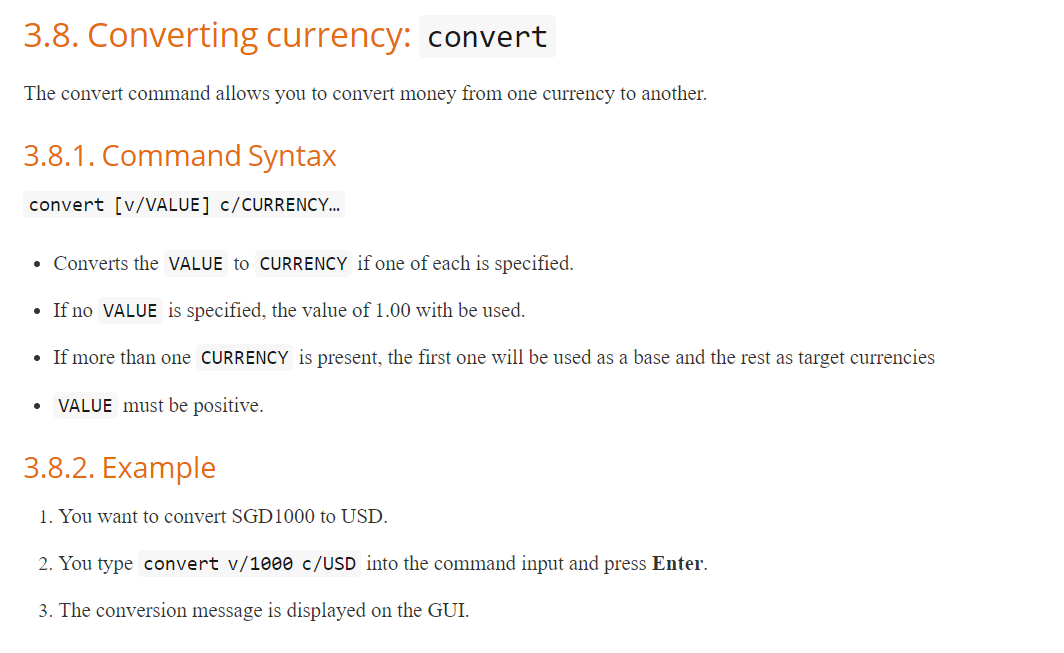 3.8. Converting currency: convert
The convert command allows you to convert money from one currency to another.
3.8.1. Command Syntax
convert [v/VALUE] c/CURRENCY…
• Converts the VALUE to CURRENCY if one of each is specified.
• If no VALUE is specified, the value of 1.00 with be used.
• If more than one CURRENCY is present, the first one will be used as a base and the rest as target currencies
• VALUE must be positive.
3.8.2. Example
1. You want to convert SGD1000 to USD.
2. You type convert v/1000 c/USD into the command input and press Enter.
3. The conversion message is displayed on the GUI.